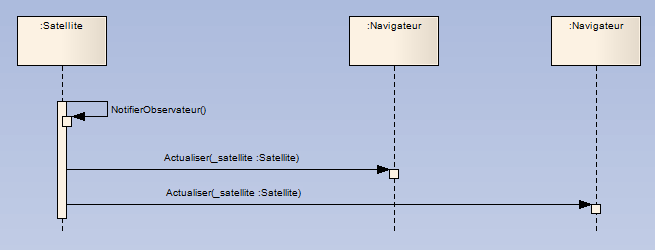 :Satellite
:Navigateur
:Navigateur
NotifierObservateur()
Actualiser(_satellite :Satellite)
Actualiser(_satellite :Satellite)